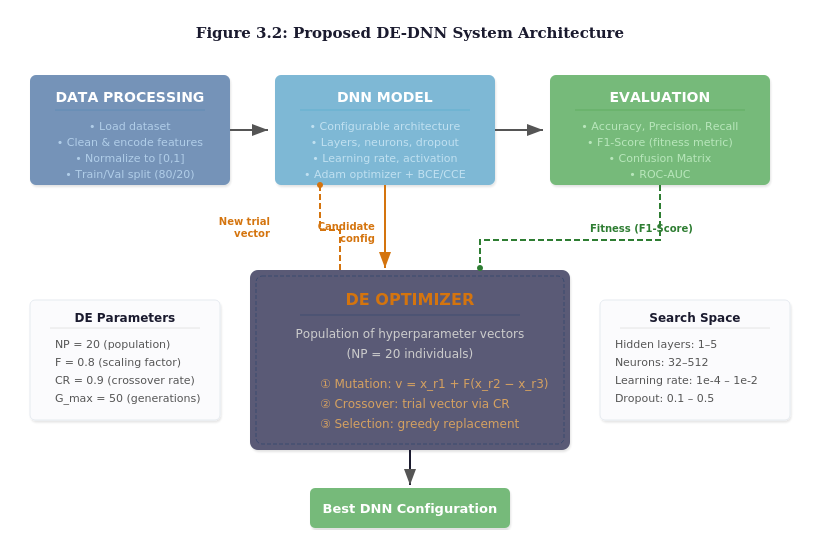 Figure 3.2: Proposed DE-DNN System Architecture
DATA PROCESSING
• Load dataset
• Clean & encode features
• Normalize to [0,1]
• Train/Val split (80/20)
DNN MODEL
• Configurable architecture
• Layers, neurons, dropout
• Learning rate, activation
• Adam optimizer + BCE/CCE
EVALUATION
• Accuracy, Precision, Recall
• F1-Score (fitness metric)
• Confusion Matrix
• ROC-AUC
New trial
vector
Candidate
config
Fitness (F1-Score)
DE Parameters
NP = 20 (population)
F = 0.8 (scaling factor)
CR = 0.9 (crossover rate)
G_max = 50 (generations)
DE OPTIMIZER
Population of hyperparameter vectors
(NP = 20 individuals)
① Mutation: v = x_r1 + F(x_r2 − x_r3)
② Crossover: trial vector via CR
③ Selection: greedy replacement
Search Space
Hidden layers: 1–5
Neurons: 32–512
Learning rate: 1e-4 – 1e-2
Dropout: 0.1 – 0.5
Best DNN Configuration